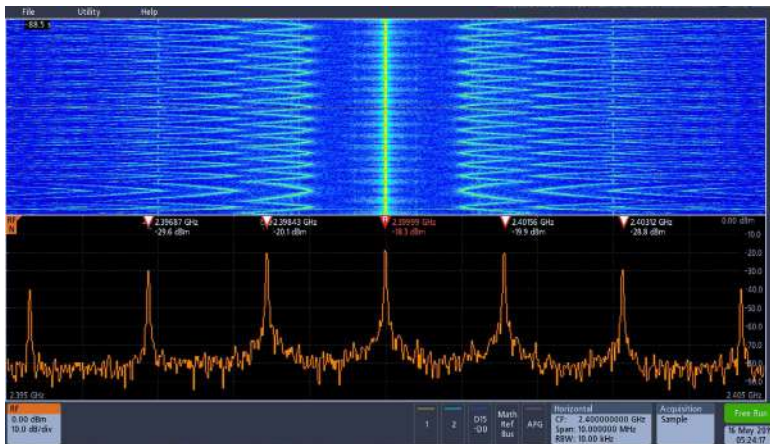 File Utility Help
-88.5 s
2.39687 GHz
-29.6 dBm
2.39843 GHz
-20.1 dBm
R
2.39999 GHz
-18.3 dBm
2.40156 GHz
-19.9 dBm
2.40312 GHz
-28.8 dBm
0.00 dBm
-10.0
-20.0
-30.0
-40.0
-50.0
-60.0
-70.0
-80.0
RF
N
2.395 GHz
2.405 GHz
RF
0.00 dBm
10.0 dB/div
1
2
D15
-D0
Math
Ref
Bus
AFG
Horizontal
CF: 2.400000000 GHz
Span: 10.000000 MHz
RBW: 10.00 kHz
Acquisition
Sample
Free Run
16 May 201
05:24:1